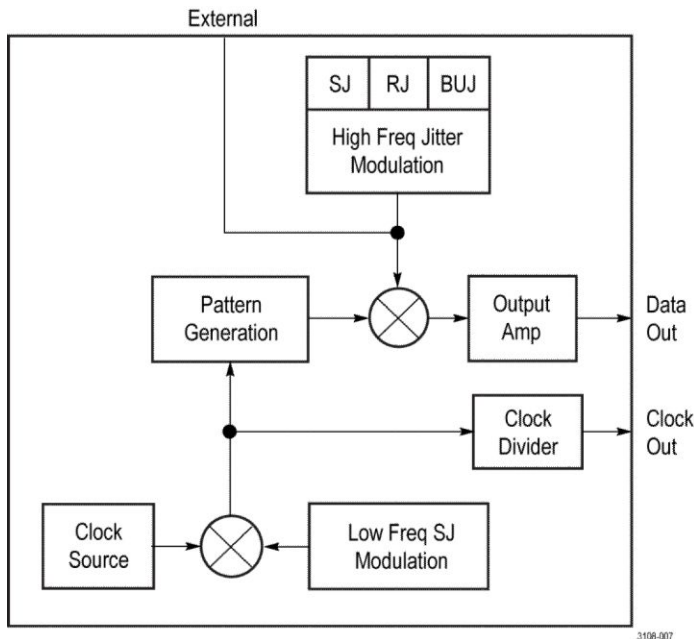 External
SJ RJ BUJ
High Freq Jitter
Modulation
Pattern
Generation
Output
Amp
Data
Out
Clock
Divider
Clock
Out
Clock
Source
Low Freq SJ
Modulation
3108-007